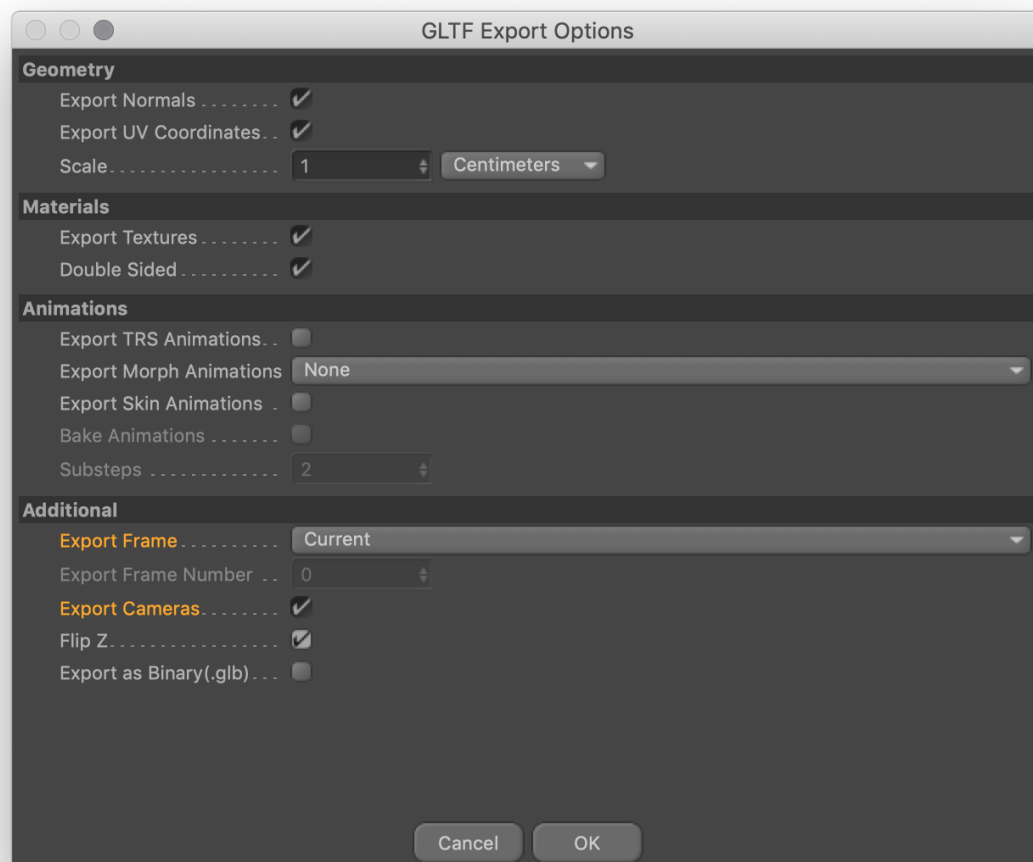 GLTF Export Options
Geometry
Export Normals . . . . . . . .
Export UV Coordinates. .
Scale. . . . . . . . . . . . . . . . . 1 Centimeters
Materials
Export Textures . . . . . . . .
Double Sided . . . . . . . . . .
Animations
Export TRS Animations. .
Export Morph Animations None
Export Skin Animations .
Bake Animations . . . . . . .
Substeps . . . . . . . . . . . . . 2
Additional
Export Frame . . . . . . . . . . Current
Export Frame Number . . 0
Export Cameras. . . . . . . .
Flip Z. . . . . . . . . . . . . . . . .
Export as Binary(.glb) . . .
Cancel OK